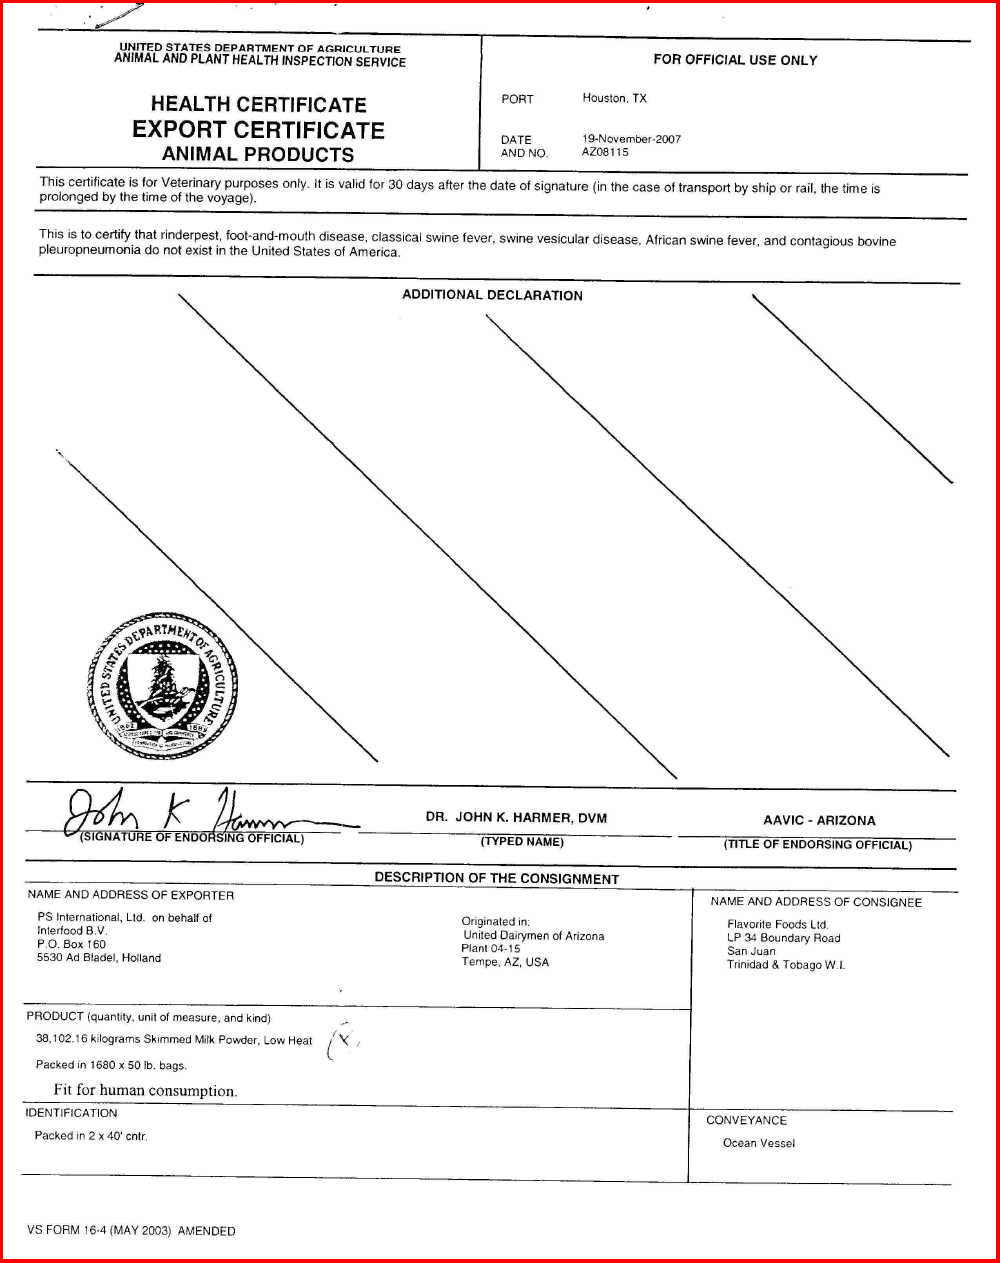 UNITED STATES DEPARTMENT OF AGRICULTURE
ANIMAL AND PLANT HEALTH INSPECTION SERVICE
HEALTH CERTIFICATE
EXPORT CERTIFICATE
ANIMAL PRODUCTS
FOR OFFICIAL USE ONLY
PORT Houston, TX
DATE 19-November-2007
AND NO. AZ08115
This certificate is for Veterinary purposes only. It is valid for 30 days after the date of signature (in the case of transport by ship or rail, the time is
prolonged by the time of the voyage).
This is to certify that rinderpest, foot-and-mouth disease, classical swine fever, swine vesicular disease, African swine fever, and contagious bovine
pleuropneumonia do not exist in the United States of America.
ADDITIONAL DECLARATION
UNITED STATES DEPARTMENT OF AGRICULTURE
John K Harmer
(SIGNATURE OF ENDORSING OFFICIAL)
DR. JOHN K. HARMER, DVM
(TYPED NAME)
AAVIC - ARIZONA
(TITLE OF ENDORSING OFFICIAL)
DESCRIPTION OF THE CONSIGNMENT
NAME AND ADDRESS OF EXPORTER
PS International, Ltd. on behalf of
Interfood B.V.
P.O. Box 160
5530 Ad Bladel, Holland
Originated in:
United Dairymen of Arizona
Plant 04-15
Tempe, AZ, USA
NAME AND ADDRESS OF CONSIGNEE
Flavorite Foods Ltd.
LP 34 Boundary Road
San Juan
Trinidad & Tobago W.I.
PRODUCT (quantity, unit of measure, and kind)
38,102.16 kilograms Skimmed Milk Powder, Low Heat
Packed in 1680 x 50 lb. bags.
Fit for human consumption.
IDENTIFICATION
Packed in 2 x 40' cntr.
CONVEYANCE
Ocean Vessel
VS FORM 16-4 (MAY 2003) AMENDED